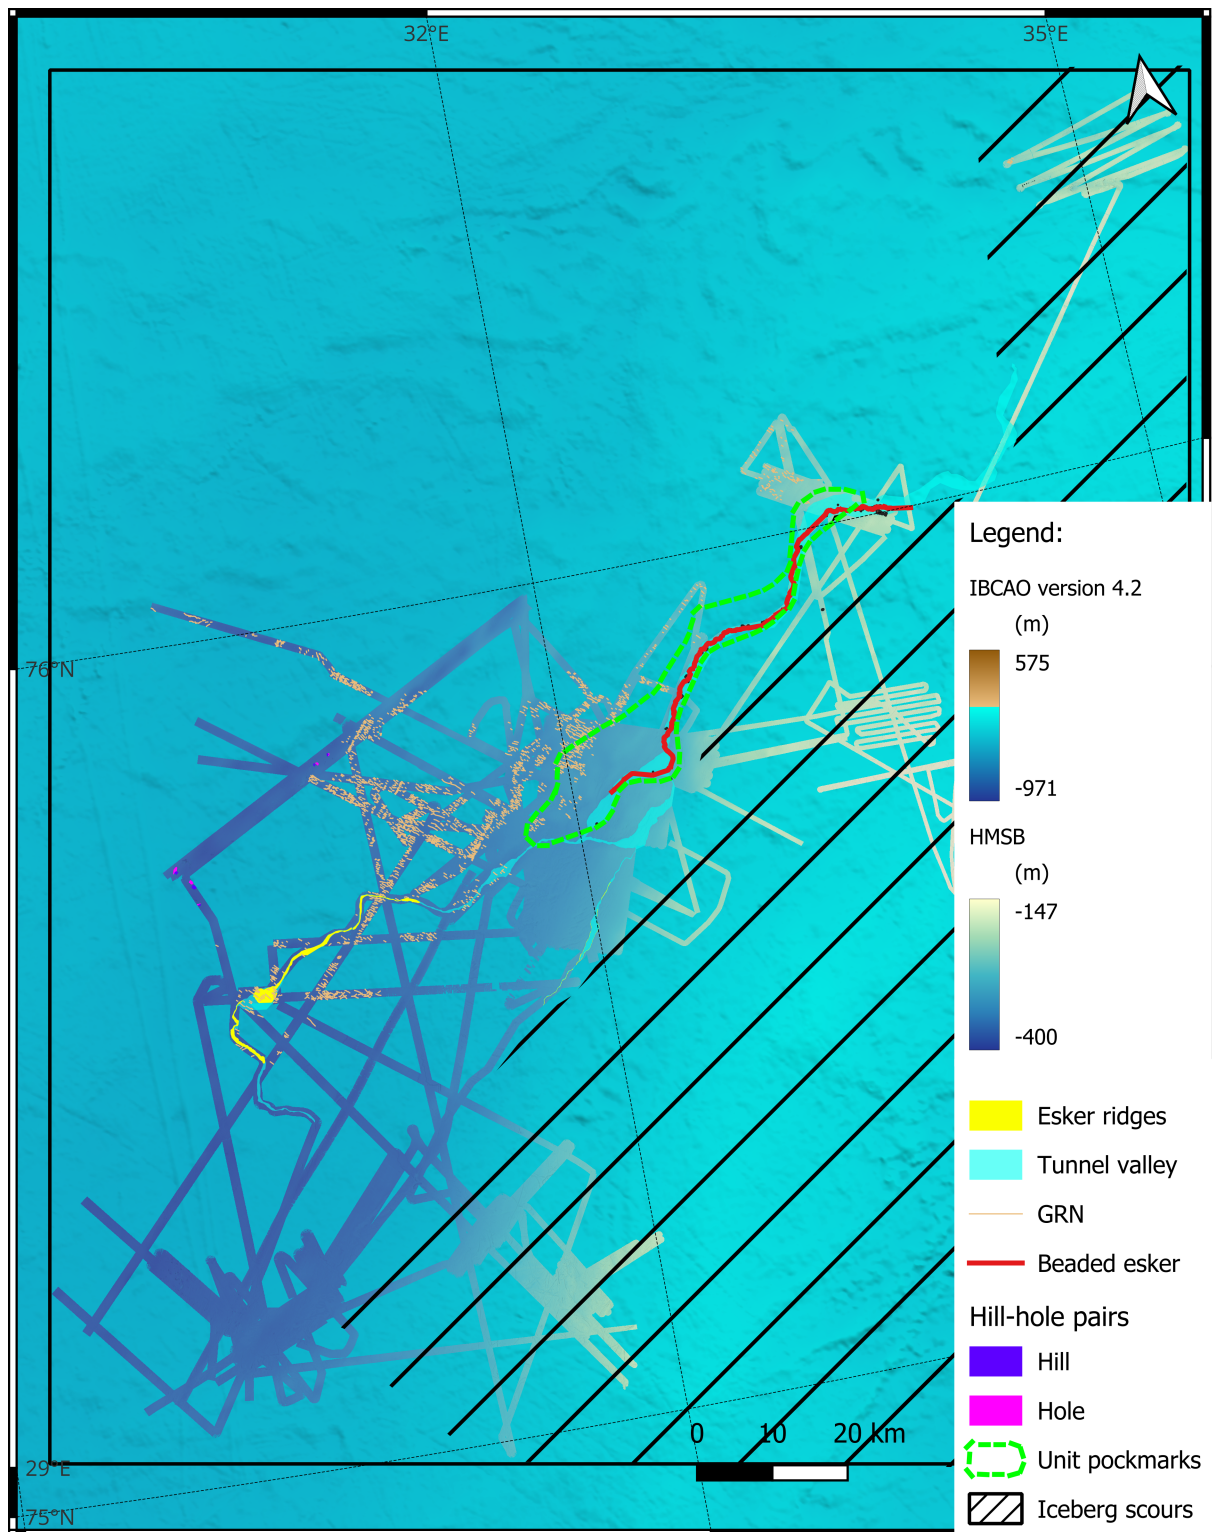 32°E
35°E
76°N
Legend:
IBCAO version 4.2
(m)
575
-971
HMSB
(m)
-147
-400
Esker ridges
Tunnel valley
GRN
Beaded esker
Hill-hole pairs
Hill
Hole
Unit pockmarks
Iceberg scours
0 10 20 km
29°E
75°N